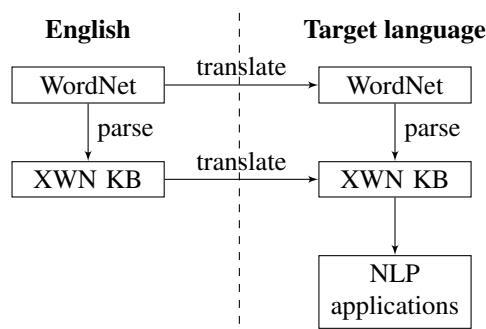 English
Target language
WordNet
translate
WordNet
parse
parse
XWN KB
translate
XWN KB
NLP
applications